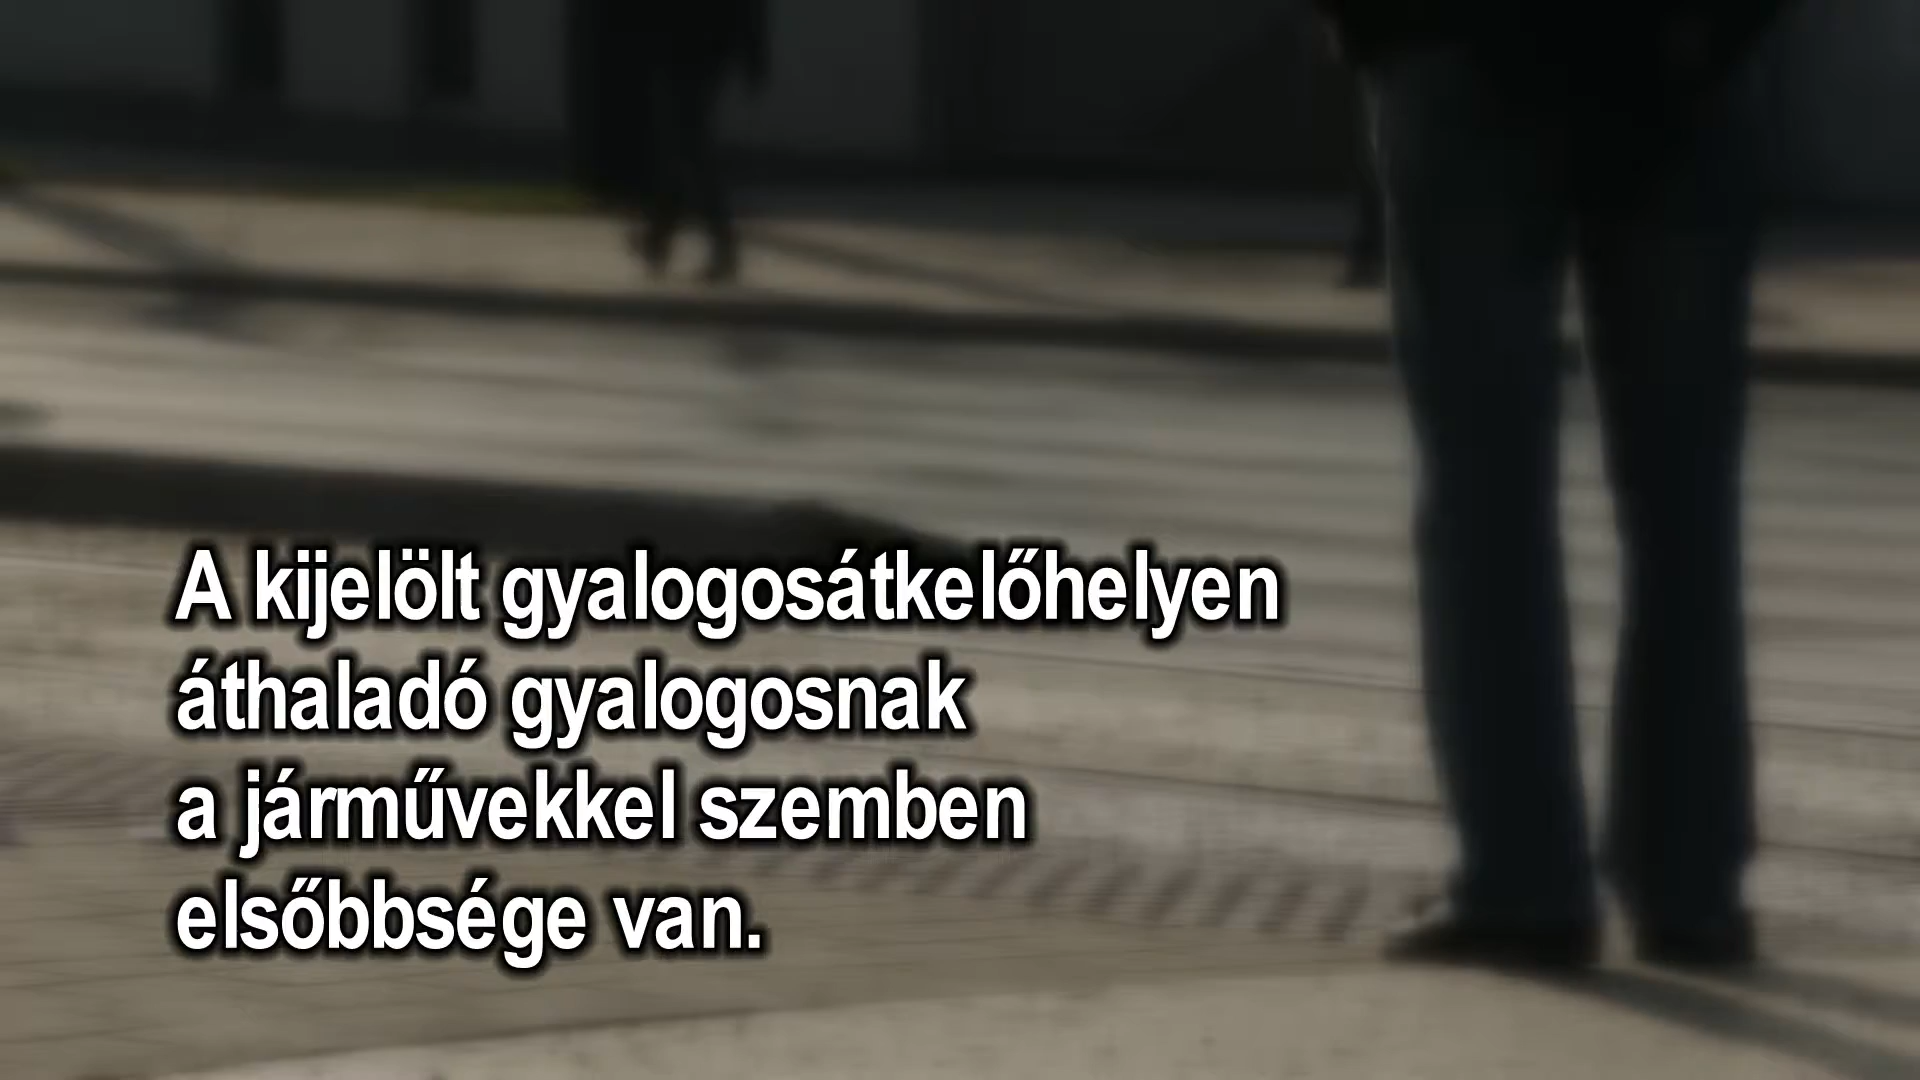 A kijelölt gyalogosátkelőhelyen
áthaladó gyalogosnak
a járművekkel szemben
elsőbbsége van.